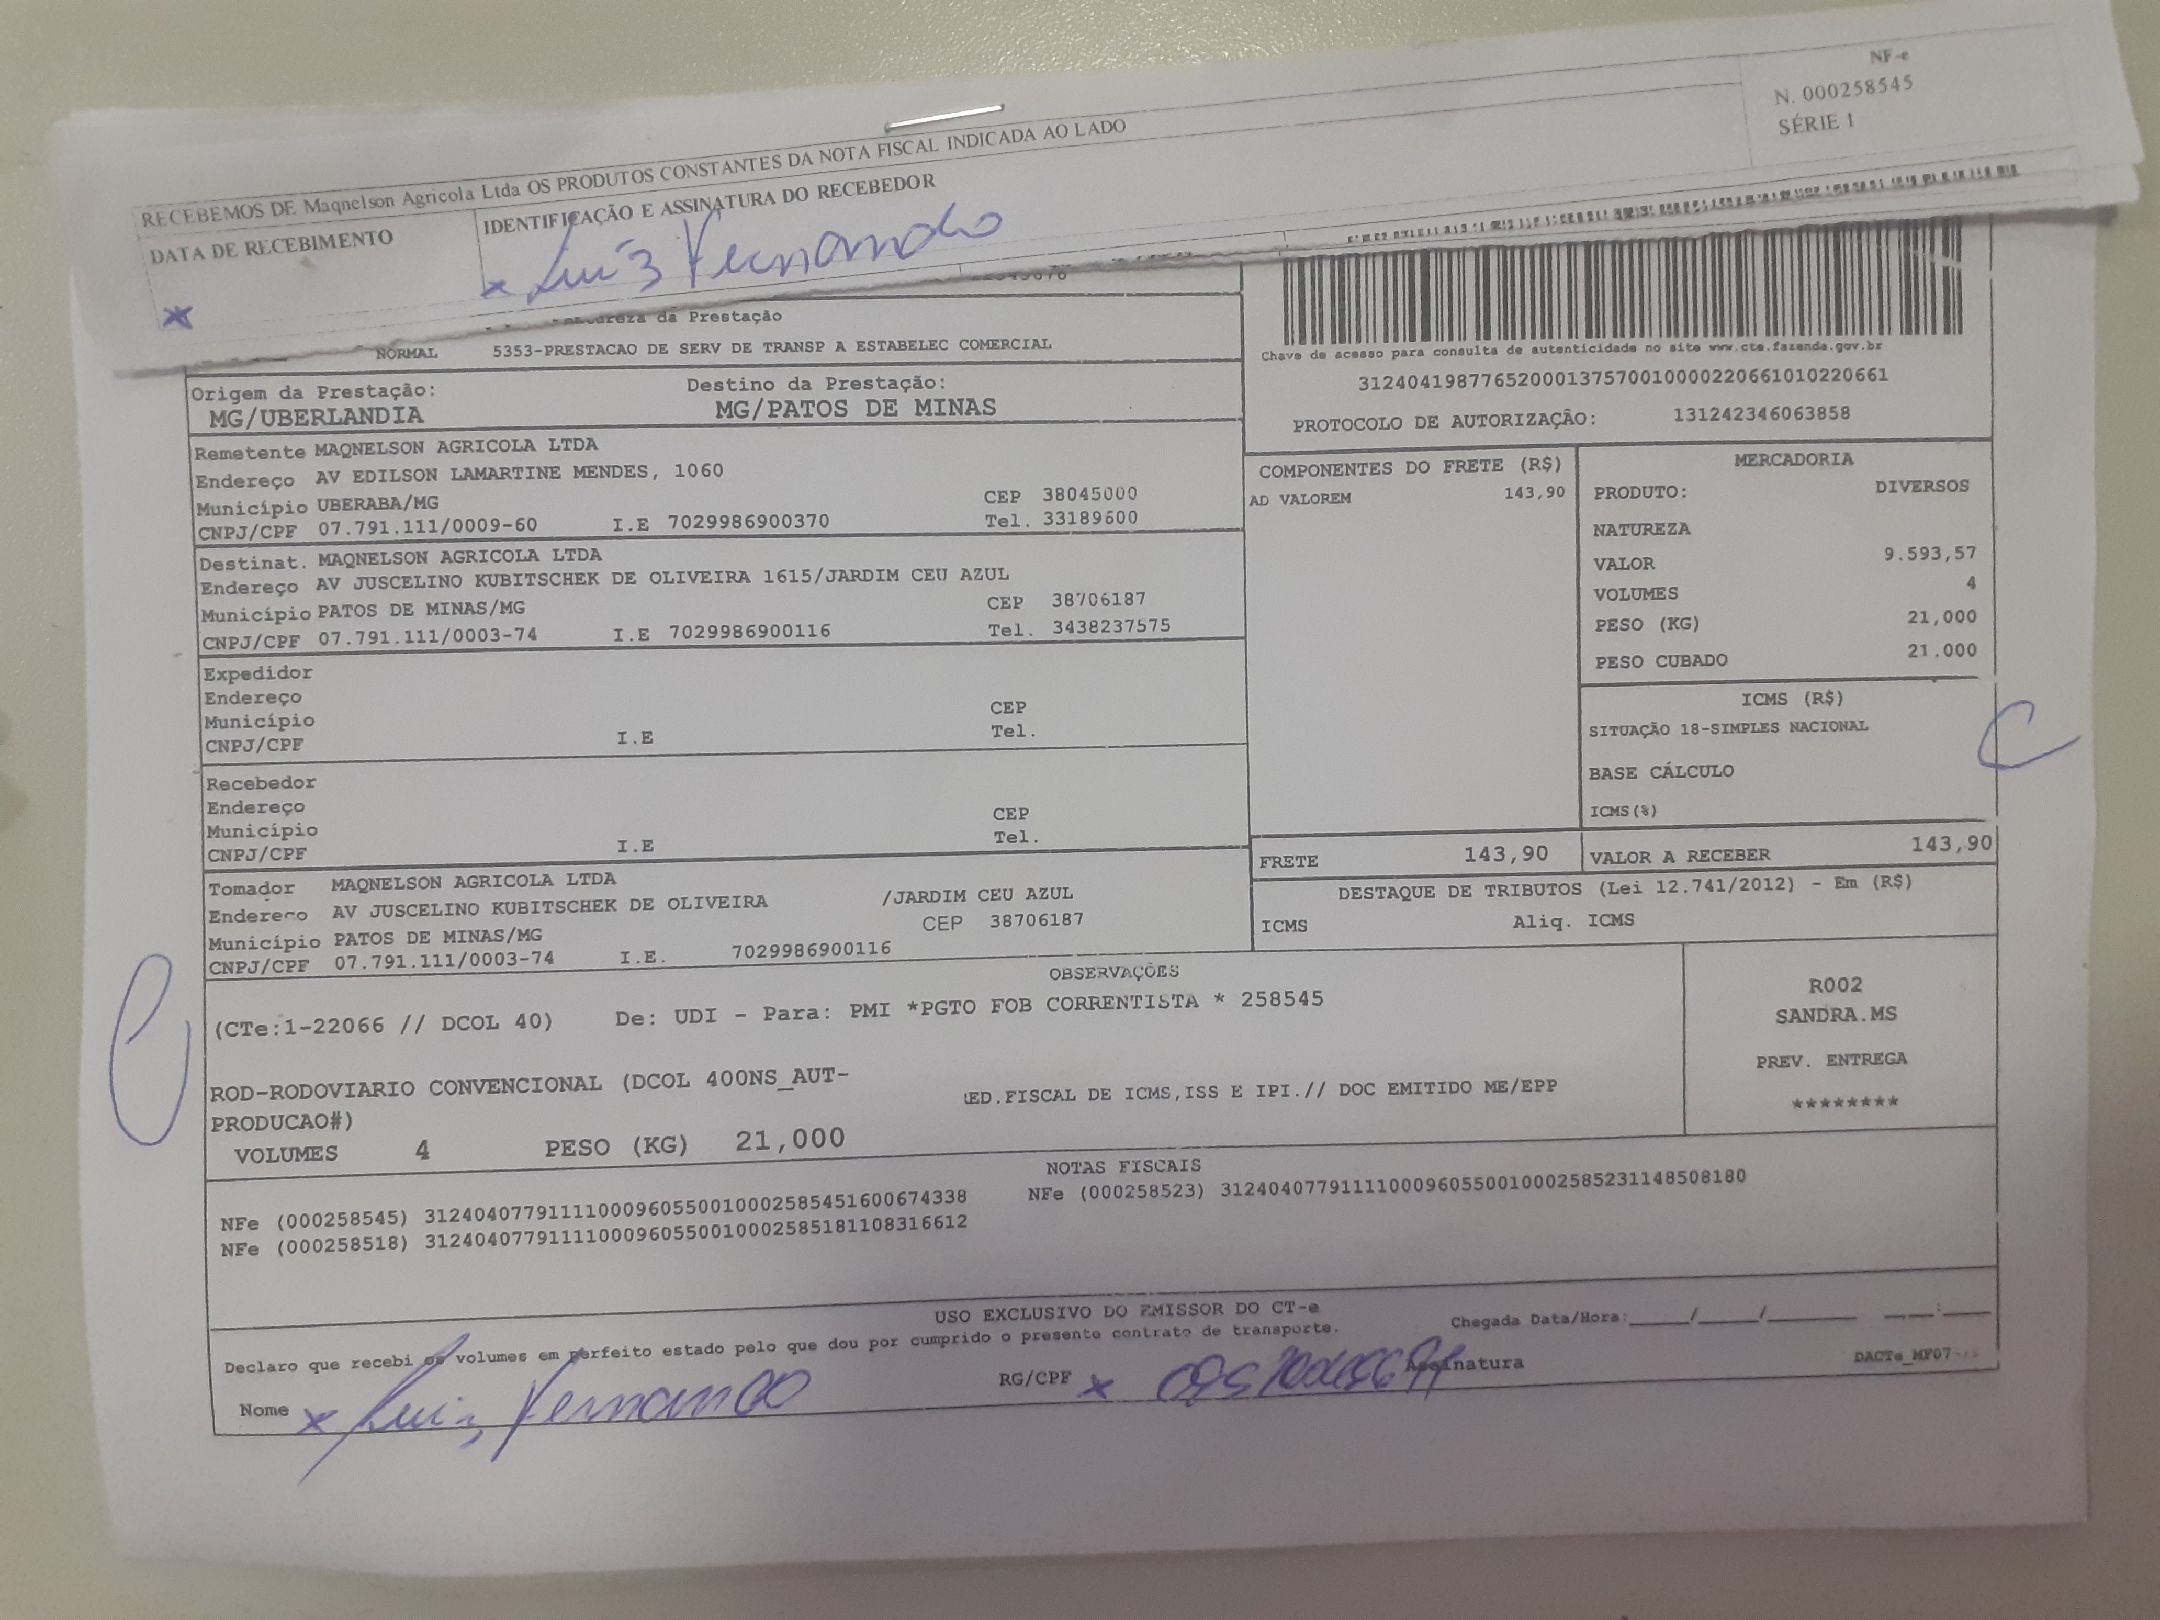 NF-e
N. 000258545
SÉRIE 1
RECEBEMOS DE Maqnelson Agricola Ltda OS PRODUTOS CONSTANTES DA NOTA FISCAL INDICADA AO LADO
DATA DE RECEBIMENTO
IDENTIFICAÇÃO E ASSINATURA DO RECEBEDOR
x
x Luiz Fernando
da Prestação
NORMAL 5353-PRESTACAO DE SERV DE TRANSP A ESTABELEC COMERCIAL
Chave de acesso para consulta de autenticidade no site www.cte.fazenda.gov.br
31240419877652000137570010000220661010220661
PROTOCOLO DE AUTORIZAÇÃO: 131242346063858
Origem da Prestação: Destino da Prestação:
MG/UBERLANDIA MG/PATOS DE MINAS
Remetente MAQNELSON AGRICOLA LTDA
Endereço AV EDILSON LAMARTINE MENDES, 1060
Município UBERABA/MG CEP 38045000
CNPJ/CPF 07.791.111/0009-60 I.E 7029986900370 Tel. 33189600
Destinat. MAQNELSON AGRICOLA LTDA
Endereço AV JUSCELINO KUBITSCHEK DE OLIVEIRA 1615/JARDIM CEU AZUL
Município PATOS DE MINAS/MG CEP 38706187
CNPJ/CPF 07.791.111/0003-74 I.E 7029986900116 Tel. 3438237575
Expedidor
Endereço
Município CEP
CNPJ/CPF I.E Tel.
Recebedor
Endereço
Município CEP
CNPJ/CPF I.E Tel.
Tomador MAQNELSON AGRICOLA LTDA
Endereço AV JUSCELINO KUBITSCHEK DE OLIVEIRA /JARDIM CEU AZUL
Município PATOS DE MINAS/MG CEP 38706187
CNPJ/CPF 07.791.111/0003-74 I.E. 7029986900116
COMPONENTES DO FRETE (R$)
AD VALOREM 143,90
MERCADORIA
PRODUTO: DIVERSOS
NATUREZA
VALOR 9.593,57
VOLUMES 4
PESO (KG) 21,000
PESO CUBADO 21.000
ICMS (R$)
SITUAÇÃO 18-SIMPLES NACIONAL
BASE CÁLCULO
ICMS(%)
FRETE 143,90 VALOR A RECEBER 143,90
DESTAQUE DE TRIBUTOS (Lei 12.741/2012) - Em (R$)
ICMS Aliq. ICMS
OBSERVAÇÕES
(CTe:1-22066 // DCOL 40) De: UDI - Para: PMI *PGTO FOB CORRENTISTA * 258545
ROD-RODOVIARIO CONVENCIONAL (DCOL 400NS_AUT-
PRODUCAO#)
ED.FISCAL DE ICMS,ISS E IPI.// DOC EMITIDO ME/EPP
VOLUMES 4 PESO (KG) 21,000
R002
SANDRA.MS
PREV. ENTREGA
********
NOTAS FISCAIS
NFe (000258545) 31240407791111000960550010002585451600674338 NFe (000258523) 31240407791111000960550010002585231148508180
NFe (000258518) 31240407791111000960550010002585181108316612
USO EXCLUSIVO DO EMISSOR DO CT-e
Declaro que recebi os volumes em perfeito estado pelo que dou por cumprido o presente contrato de transporte.
Chegada Data/Hora:_____/_____/_______ ____:____
Nome x Luiz Fernando RG/CPF x Assinatura DACTe_MF07